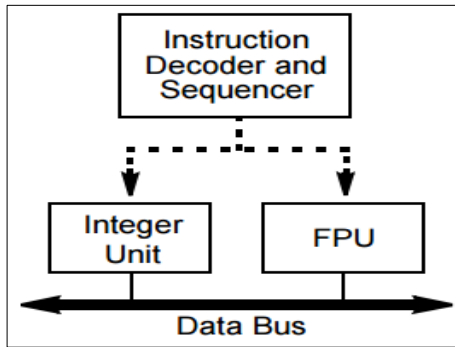 Instruction
Decoder and
Sequencer
Integer
Unit
FPU
Data Bus